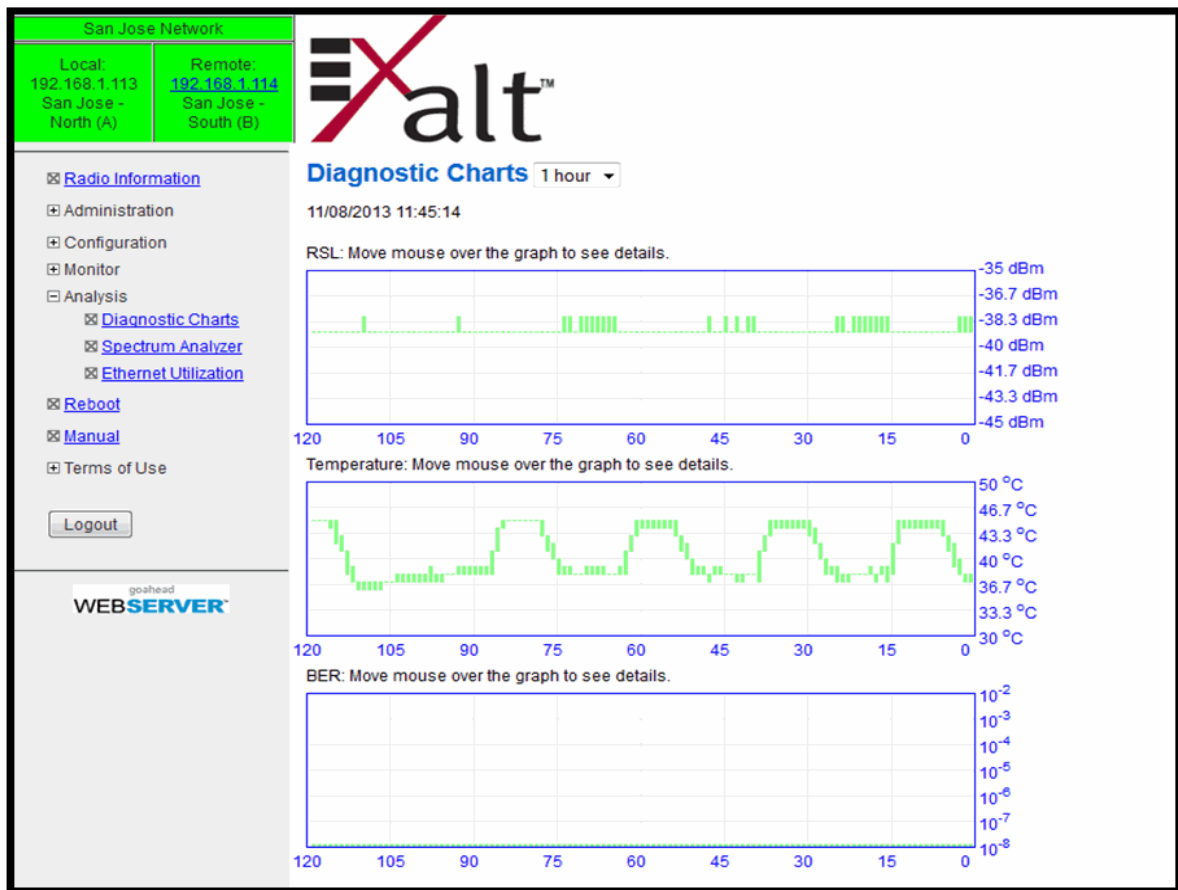 San Jose Network
Local:
192.168.1.113
San Jose -
North (A)
Remote:
192.168.1.114
San Jose -
South (B)
EXalt™
Radio Information
Administration
Configuration
Monitor
Analysis
Diagnostic Charts
Spectrum Analyzer
Ethernet Utilization
Reboot
Manual
Terms of Use
Logout
goahead
WEBSERVER
Diagnostic Charts 1 hour
11/08/2013 11:45:14
RSL: Move mouse over the graph to see details.
-35 dBm
-36.7 dBm
-38.3 dBm
-40 dBm
-41.7 dBm
-43.3 dBm
-45 dBm
120 105 90 75 60 45 30 15 0
Temperature: Move mouse over the graph to see details.
50 °C
46.7 °C
43.3 °C
40 °C
36.7 °C
33.3 °C
30 °C
120 105 90 75 60 45 30 15 0
BER: Move mouse over the graph to see details.
10⁻²
10⁻³
10⁻⁴
10⁻⁵
10⁻⁶
10⁻⁷
10⁻⁸
120 105 90 75 60 45 30 15 0